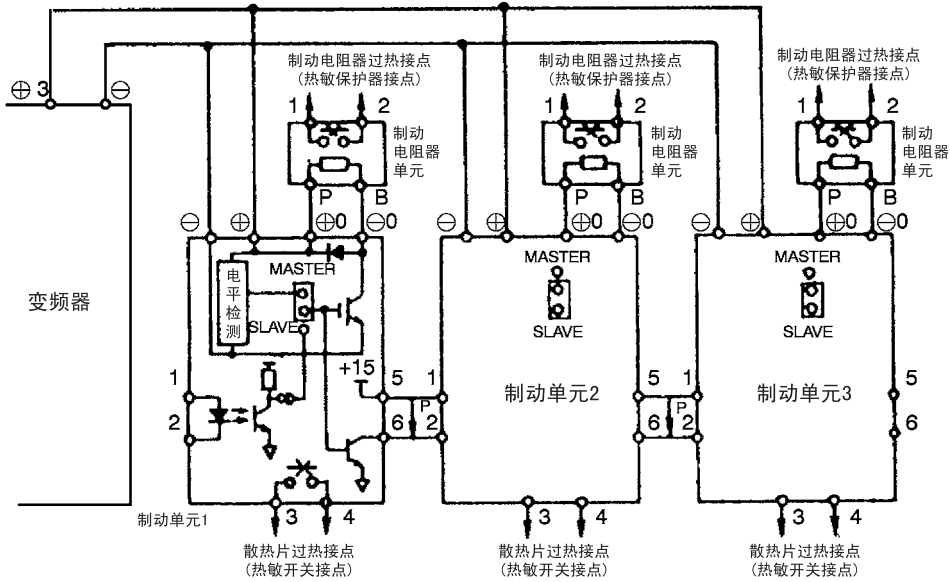 制动电阻器过热接点
(热敏保护器接点)
制动电阻器过热接点
(热敏保护器接点)
制动电阻器过热接点
(热敏保护器接点)
⊕ 3 ⊖
1 2
1 2
1 2
制动
电阻器
单元
制动
电阻器
单元
制动
电阻器
单元
P B
P B
P B
⊖ ⊕ ⊕0 ⊖0
⊖ ⊕ ⊕0 ⊖0
⊖ ⊕ ⊕0 ⊖0
变频器
电平检测
MASTER
SLAVE
MASTER
SLAVE
MASTER
SLAVE
+15
1
2
5
6
P
1
2
制动单元2
5
6
P
1
2
制动单元3
5
6
制动单元1
3 4
3 4
3 4
散热片过热接点
(热敏开关接点)
散热片过热接点
(热敏开关接点)
散热片过热接点
(热敏开关接点)